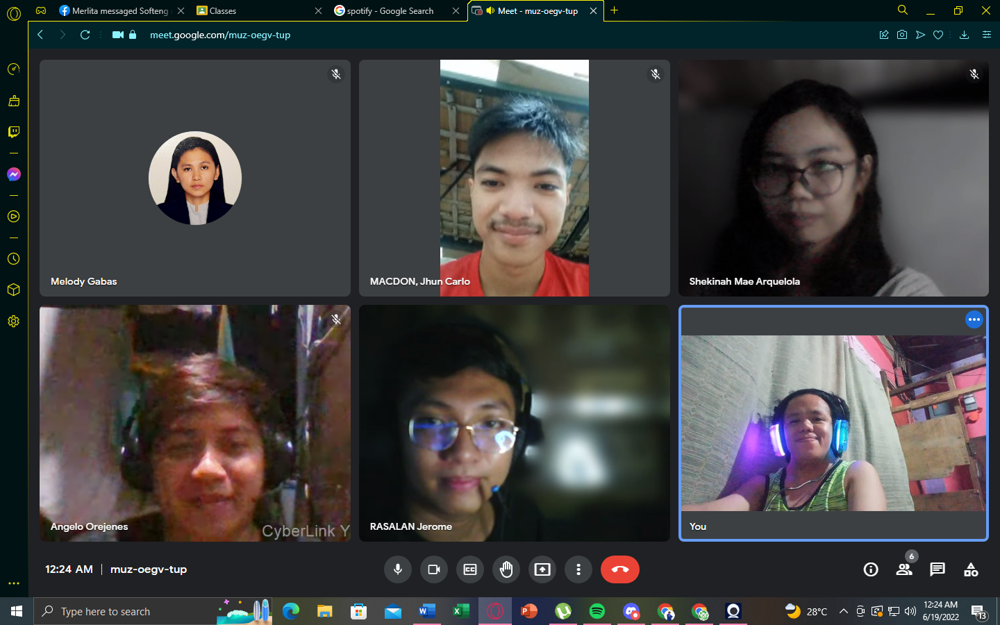 Merlita messaged Softeng
Classes
spotify - Google Search
Meet - muz-oegv-tup
meet.google.com/muz-oegv-tup
Melody Gabas
MACDON, Jhun Carlo
Shekinah Mae Arquelola
Angelo Orejenes
CyberLink Y
RASALAN Jerome
You
12:24 AM | muz-oegv-tup
CC
6
Type here to search
28°C
12:24 AM
6/19/2022
13